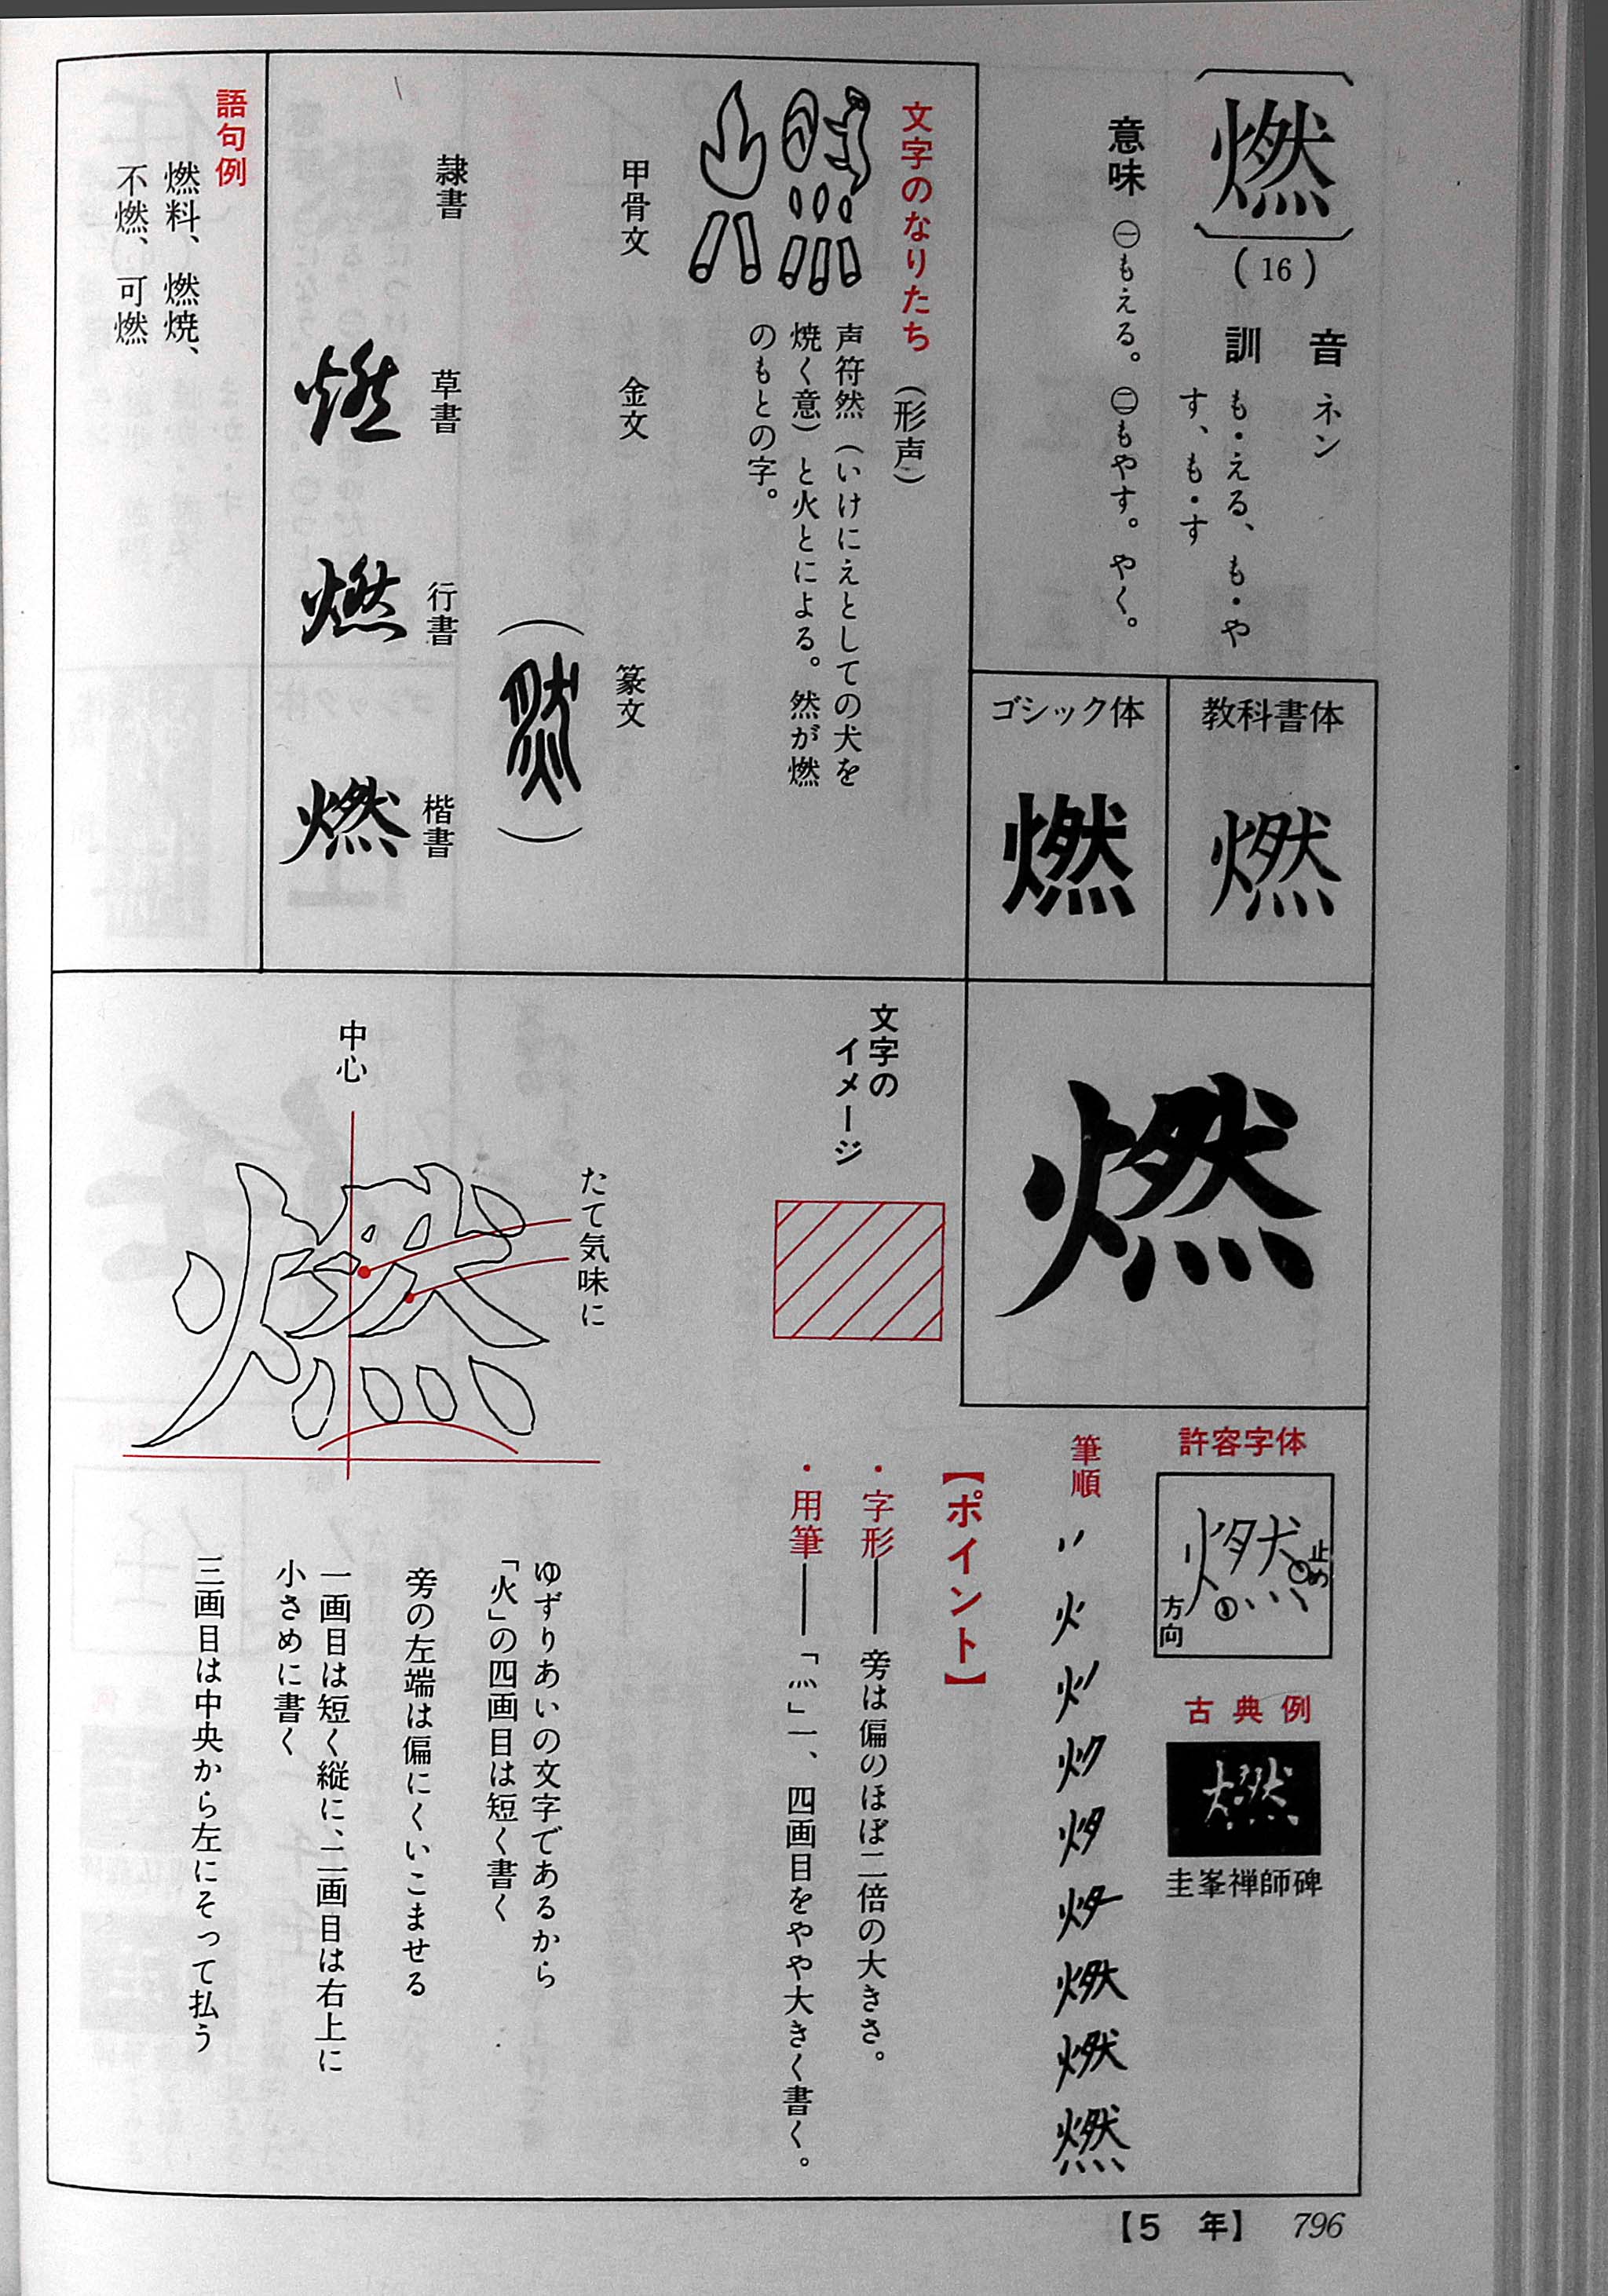 燃
(16)
音 ネン
訓 も・える、も・や
す、も・す
意味 ㊀もえる。㊁もやす。やく。
教科書体
燃
ゴシック体
燃
文字のなりたち (形声)
声符然(いけにえとしての犬を
焼く意)と火とによる。然が燃
のもとの字。
甲骨文 金文 篆文
(然)
隷書 草書 行書 楷書
燃 燃 燃
語句例
燃料、燃焼、
不燃、可燃
燃
文字の
イメージ
たて気味に
中心
燃
許容字体
燃
止め
方向
古典例
燃
圭峯禅師碑
筆順
燃
【ポイント】
・字形――旁は偏のほぼ二倍の大きさ。
・用筆――「灬」一、四画目をやや大きく書く。
ゆずりあいの文字であるから
「火」の四画目は短く書く
旁の左端は偏にくいこませる
一画目は短く縦に、二画目は右上に
小さめに書く
三画目は中央から左にそって払う
【5 年】 796